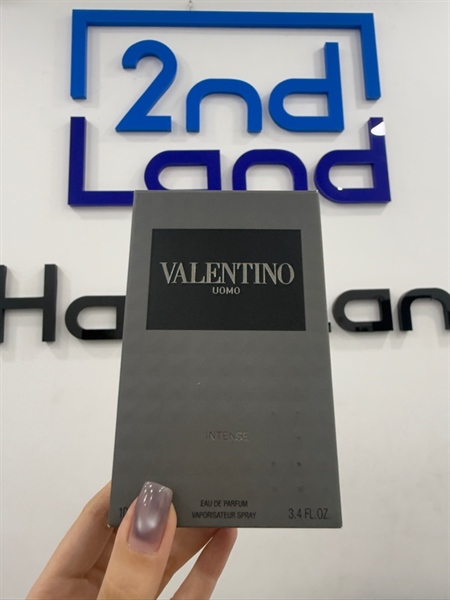 2nd
Land
VALENTINO
UOMO
INTENSE
EAU DE PARFUM
VAPORISATEUR SPRAY
3.4 FL.OZ.